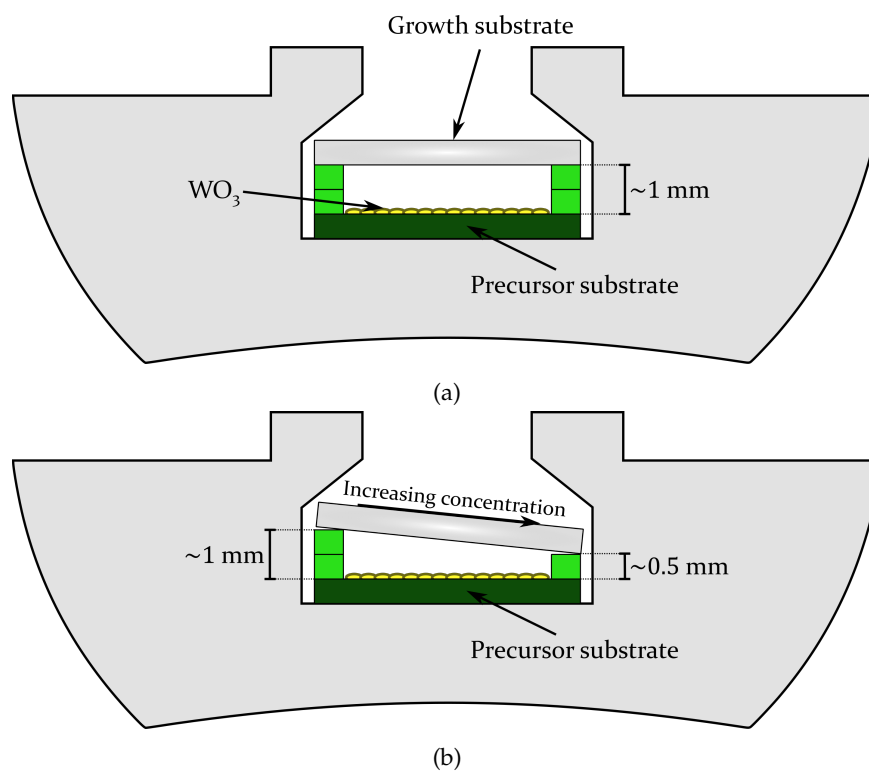 Growth substrate
WO₃
~1 mm
Precursor substrate
(a)
Increasing concentration
~1 mm
~0.5 mm
Precursor substrate
(b)